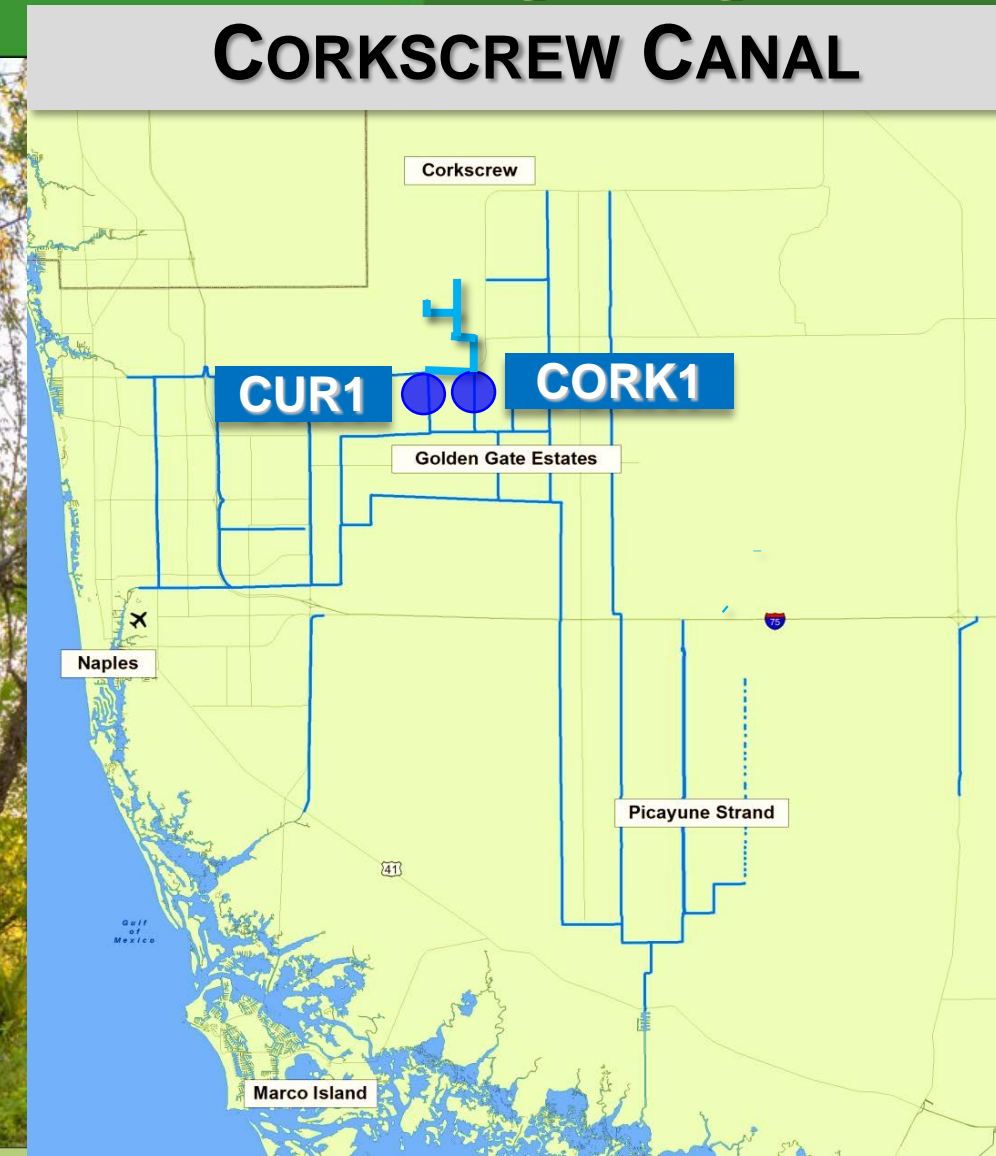 CORKSCREW CANAL
Corkscrew
CUR1
CORK1
Golden Gate Estates
75
Naples
Picayune Strand
41
Gulf
of
Mexico
Marco Island